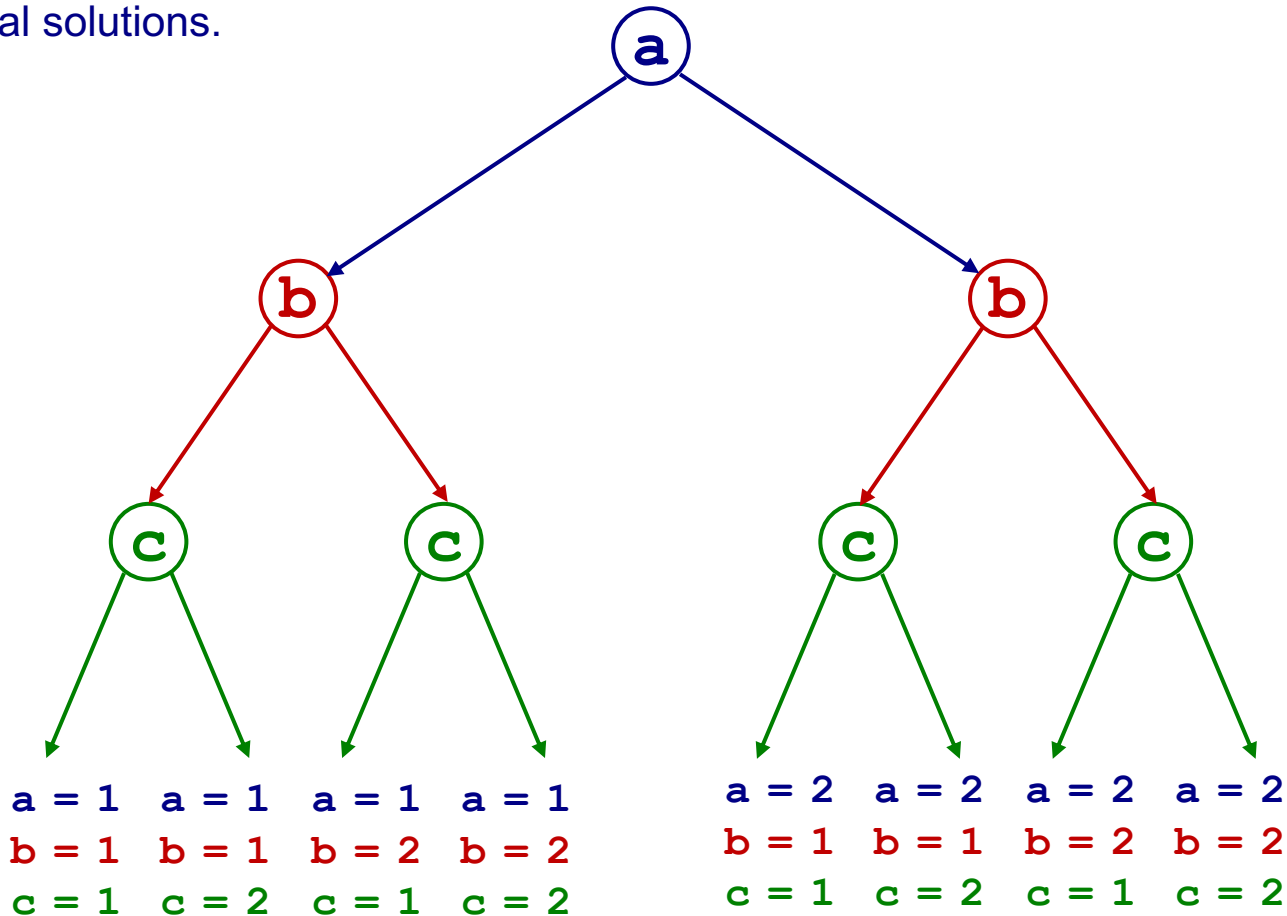 al solutions.
a
b b
c c c c
a = 1 a = 1 a = 1 a = 1 a = 2 a = 2 a = 2 a = 2
b = 1 b = 1 b = 2 b = 2 b = 1 b = 1 b = 2 b = 2
c = 1 c = 2 c = 1 c = 2 c = 1 c = 2 c = 1 c = 2